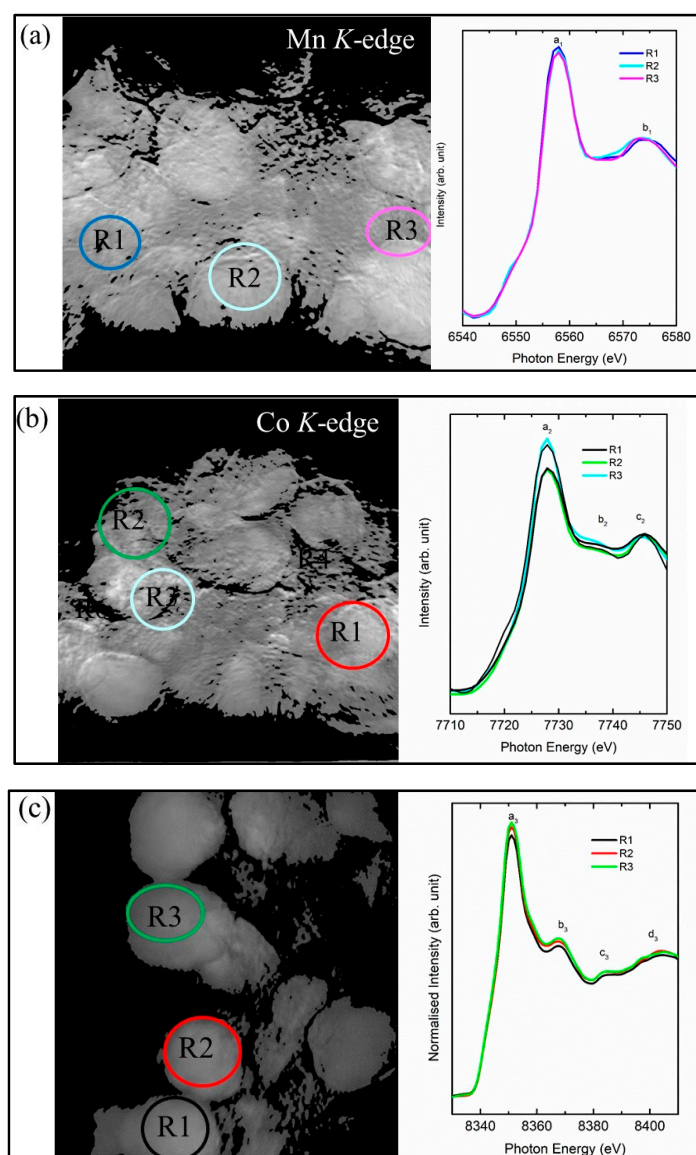 (a)
Mn K-edge
R1
R2
R3
a₁
b₁
R1
R2
R3
Intensity (arb. unit)
6540 6550 6560 6570 6580
Photon Energy (eV)
(b)
Co K-edge
R2
R3
R4
R1
a₂
b₂
c₂
R1
R2
R3
Intensity (arb. unit)
7710 7720 7730 7740 7750
Photon Energy (eV)
(c)
R3
R2
R1
a₃
b₃
c₃
d₃
R1
R2
R3
Normalised Intensity (arb. unit)
8340 8360 8380 8400
Photon Energy (eV)